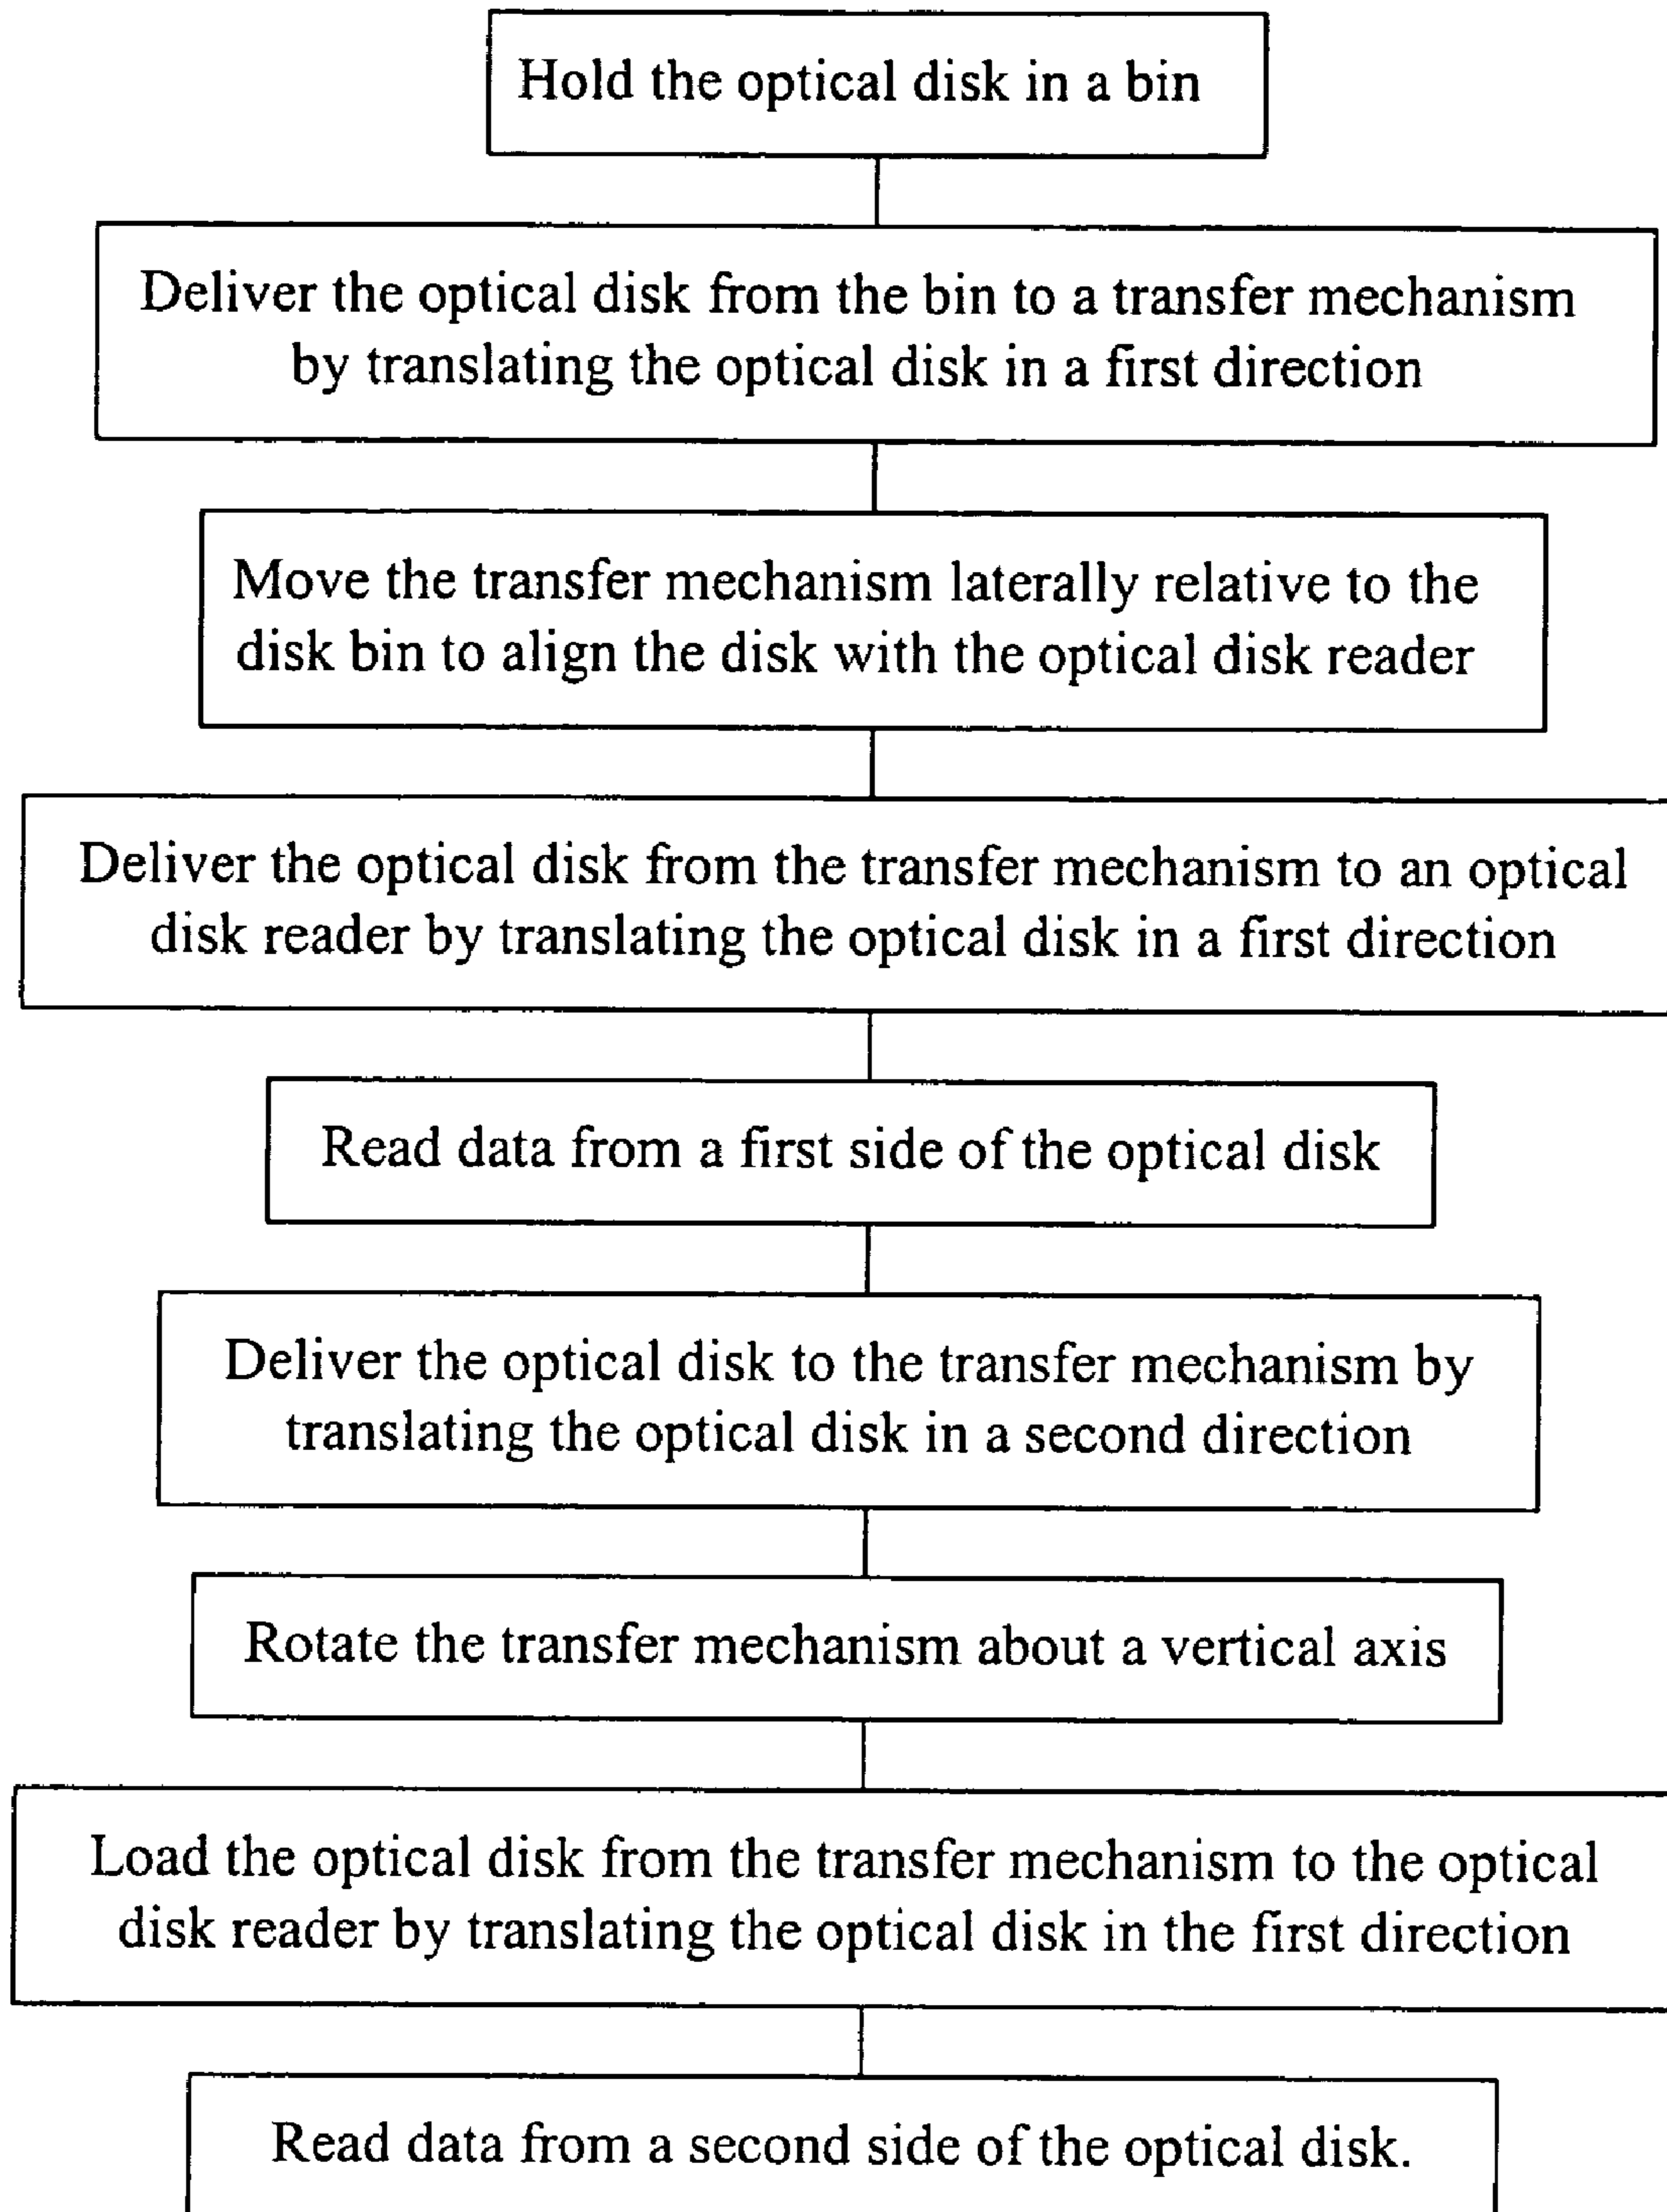 Hold the optical disk in a bin
Deliver the optical disk from the bin to a transfer mechanism
by translating the optical disk in a first direction
Move the transfer mechanism laterally relative to the
disk bin to align the disk with the optical disk reader
Deliver the optical disk from the transfer mechanism to an optical
disk reader by translating the optical disk in a first direction
Read data from a first side of the optical disk
Deliver the optical disk to the transfer mechanism by
translating the optical disk in a second direction
Rotate the transfer mechanism about a vertical axis
Load the optical disk from the transfer mechanism to the optical
disk reader by translating the optical disk in the first direction
Read data from a second side of the optical disk.